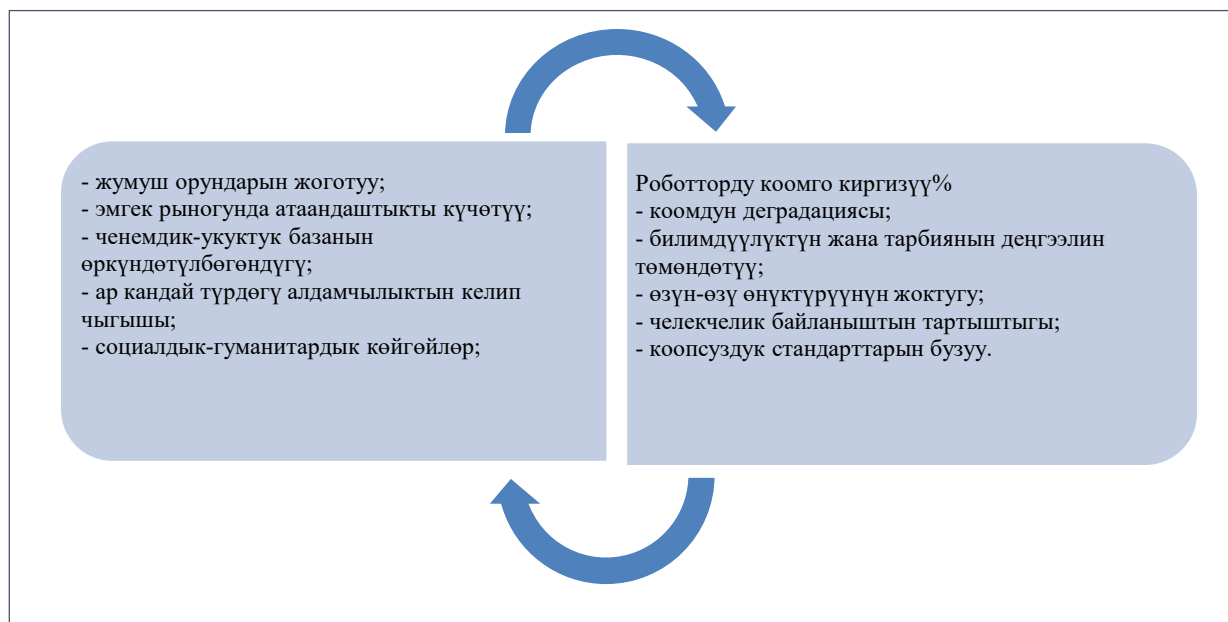 - жумуш орундарын жоготуу;
- эмгек рыногунда атаандаштыкты күчөтүү;
- ченемдик-укуктук базанын
өркүндөтүлбөгөндүгү;
- ар кандай түрдөгү алдамчылыктын келип
чыгышы;
- социалдык-гуманитардык көйгөйлөр;
Роботторду коомго киргизүү%
- коомдун деградациясы;
- билимдүүлүктүн жана тарбиянын деңгээлин
төмөндөтүү;
- өзүн-өзү өнүктүрүүнүн жоктугу;
- челекчелик байланыштын тартыштыгы;
- коопсуздук стандарттарын бузуу.